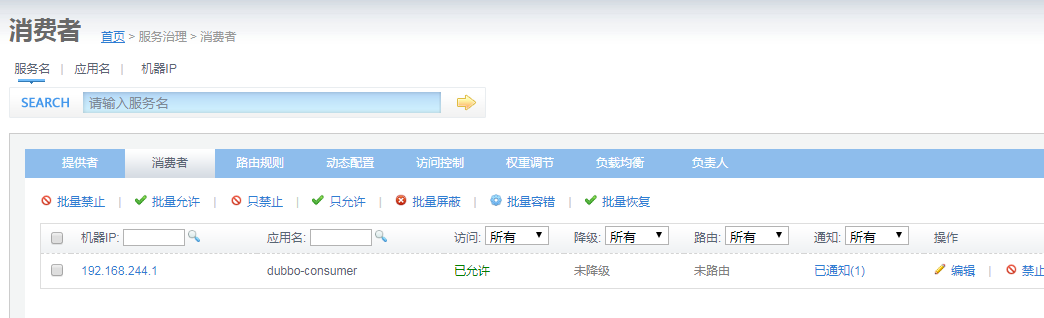 消费者 首页 > 服务治理 > 消费者
服务名 | 应用名 | 机器IP
SEARCH 请输入服务名
提供者 消费者 路由规则 动态配置 访问控制 权重调节 负载均衡 负责人
批量禁止 | 批量允许 | 只禁止 | 只允许 | 批量屏蔽 | 批量容错 | 批量恢复
机器IP: 应用名: 访问: 所有 降级: 所有 路由: 所有 通知: 所有 操作
192.168.244.1 dubbo-consumer 已允许 未降级 未路由 已通知(1) 编辑 | 禁止